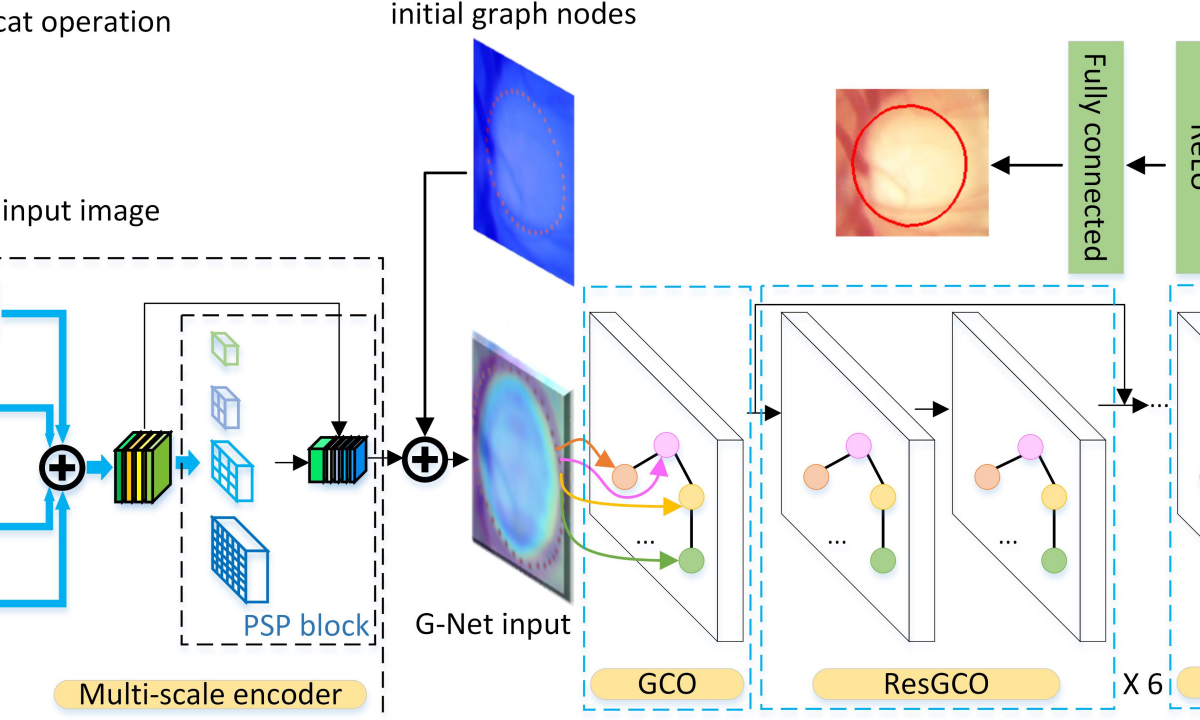 cat operation
initial graph nodes
Fully connected
input image
PSP block
G-Net input
...
...
...
...
Multi-scale encoder
GCO
ResGCO
X 6